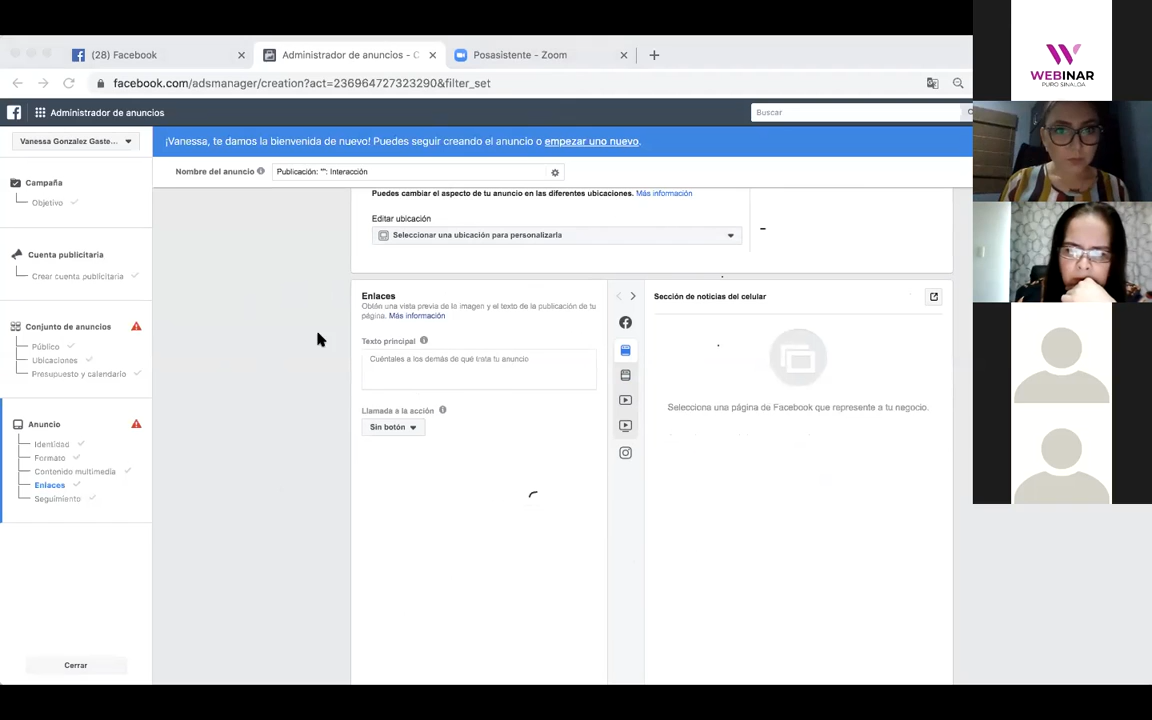 (28) Facebook
Administrador de anuncios - C
Posasistente - Zoom
facebook.com/adsmanager/creation?act=236964727323290&filter_set
Administrador de anuncios
Buscar
Vanessa Gonzalez Gaste...
¡Vanessa, te damos la bienvenida de nuevo! Puedes seguir creando el anuncio o empezar uno nuevo.
Nombre del anuncio
Publicación: "": Interacción
Campaña
Objetivo
Cuenta publicitaria
Crear cuenta publicitaria
Conjunto de anuncios
Público
Ubicaciones
Presupuesto y calendario
Anuncio
Identidad
Formato
Contenido multimedia
Enlaces
Seguimiento
Cerrar
Puedes cambiar el aspecto de tu anuncio en las diferentes ubicaciones. Más información
Editar ubicación
Seleccionar una ubicación para personalizarla
Enlaces
Obtén una vista previa de la imagen y el texto de la publicación de tu
página. Más información
Texto principal
Cuéntales a los demás de qué trata tu anuncio
Llamada a la acción
Sin botón
Sección de noticias del celular
Selecciona una página de Facebook que represente a tu negocio.
WEBINAR
PURO SINALOA